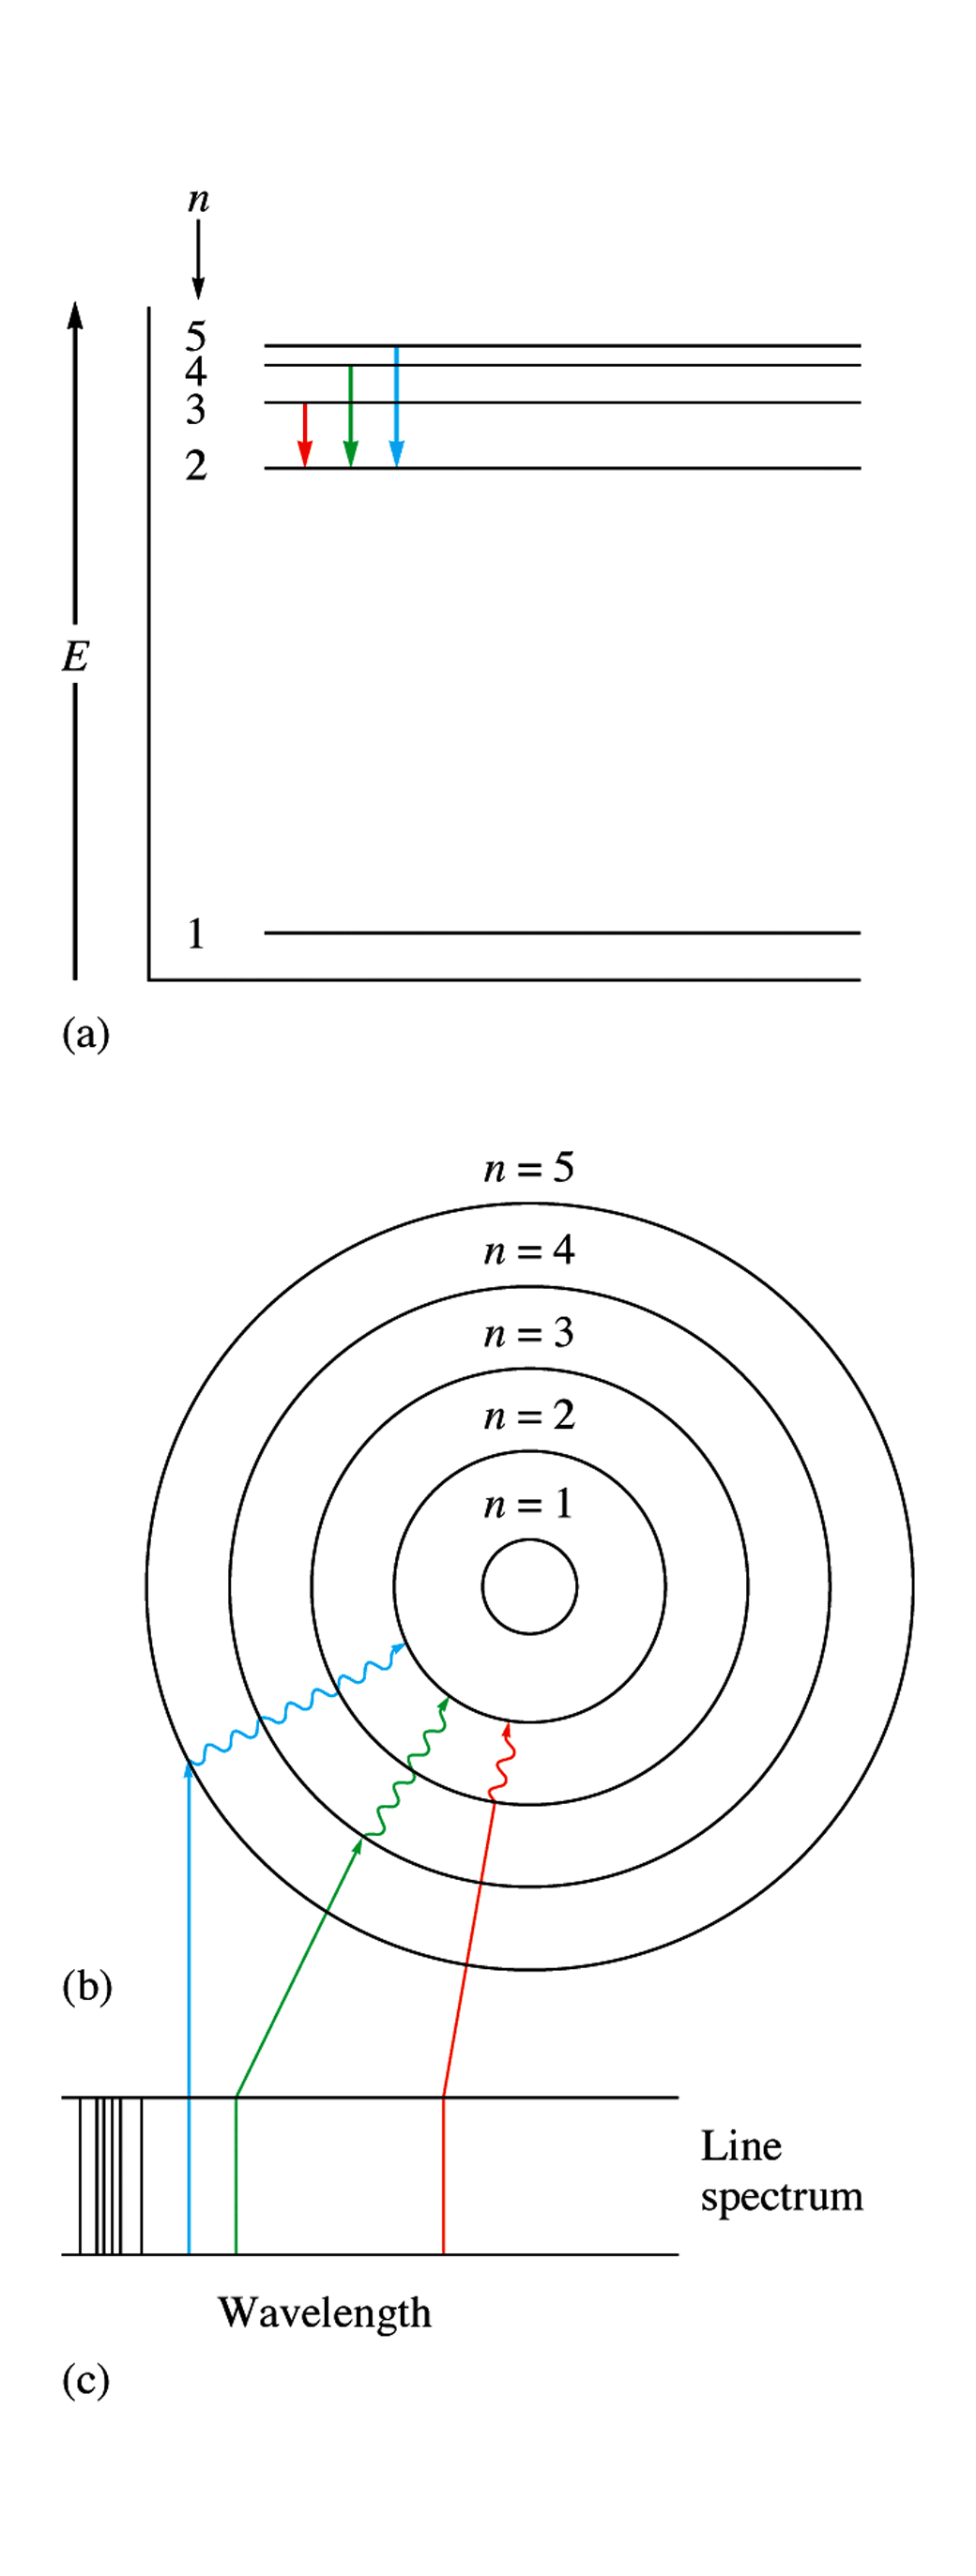 n
5
4
3
2
E
1
(a)
n = 5
n = 4
n = 3
n = 2
n = 1
(b)
Line
spectrum
Wavelength
(c)